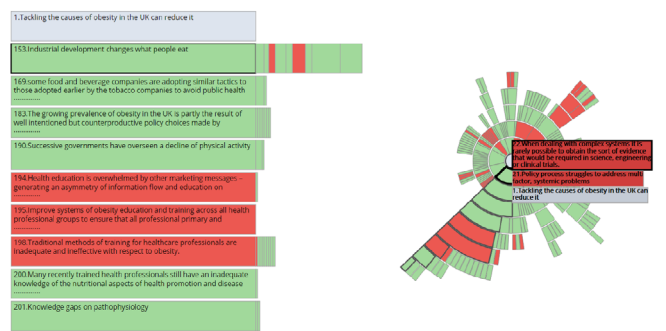 1.Tackling the causes of obesity in the UK can reduce it
153.Industrial development changes what people eat
169.some food and beverage companies are adopting similar tactics to
those adopted earlier by the tobacco companies to avoid public health
..............
183.The growing prevalence of obesity in the UK is partly the result of
well intentioned but counterproductive policy choices made by
..............
190.Successive governments have overseen a decline of physical activity
194.Health education is overwhelmed by other marketing messages –
generating an asymmetry of information flow and education on
..............
195.Improve systems of obesity education and training across all health
professional groups to ensure that all professional primary and
..............
198.Traditional methods of training for healthcare professionals are
inadequate and ineffective with respect to obesity.
200.Many recently trained health professionals still have an inadequate
knowledge of the nutritional aspects of health promotion and disease
..............
201.Knowledge gaps on pathophysiology
22.When dealing with complex systems it is
rarely possible to obtain the sort of evidence
that would be required in science, engineering
or clinical trials.
21.Policy process struggles to address multi
factor, systemic problems
1.Tackling the causes of obesity in the UK can
reduce it